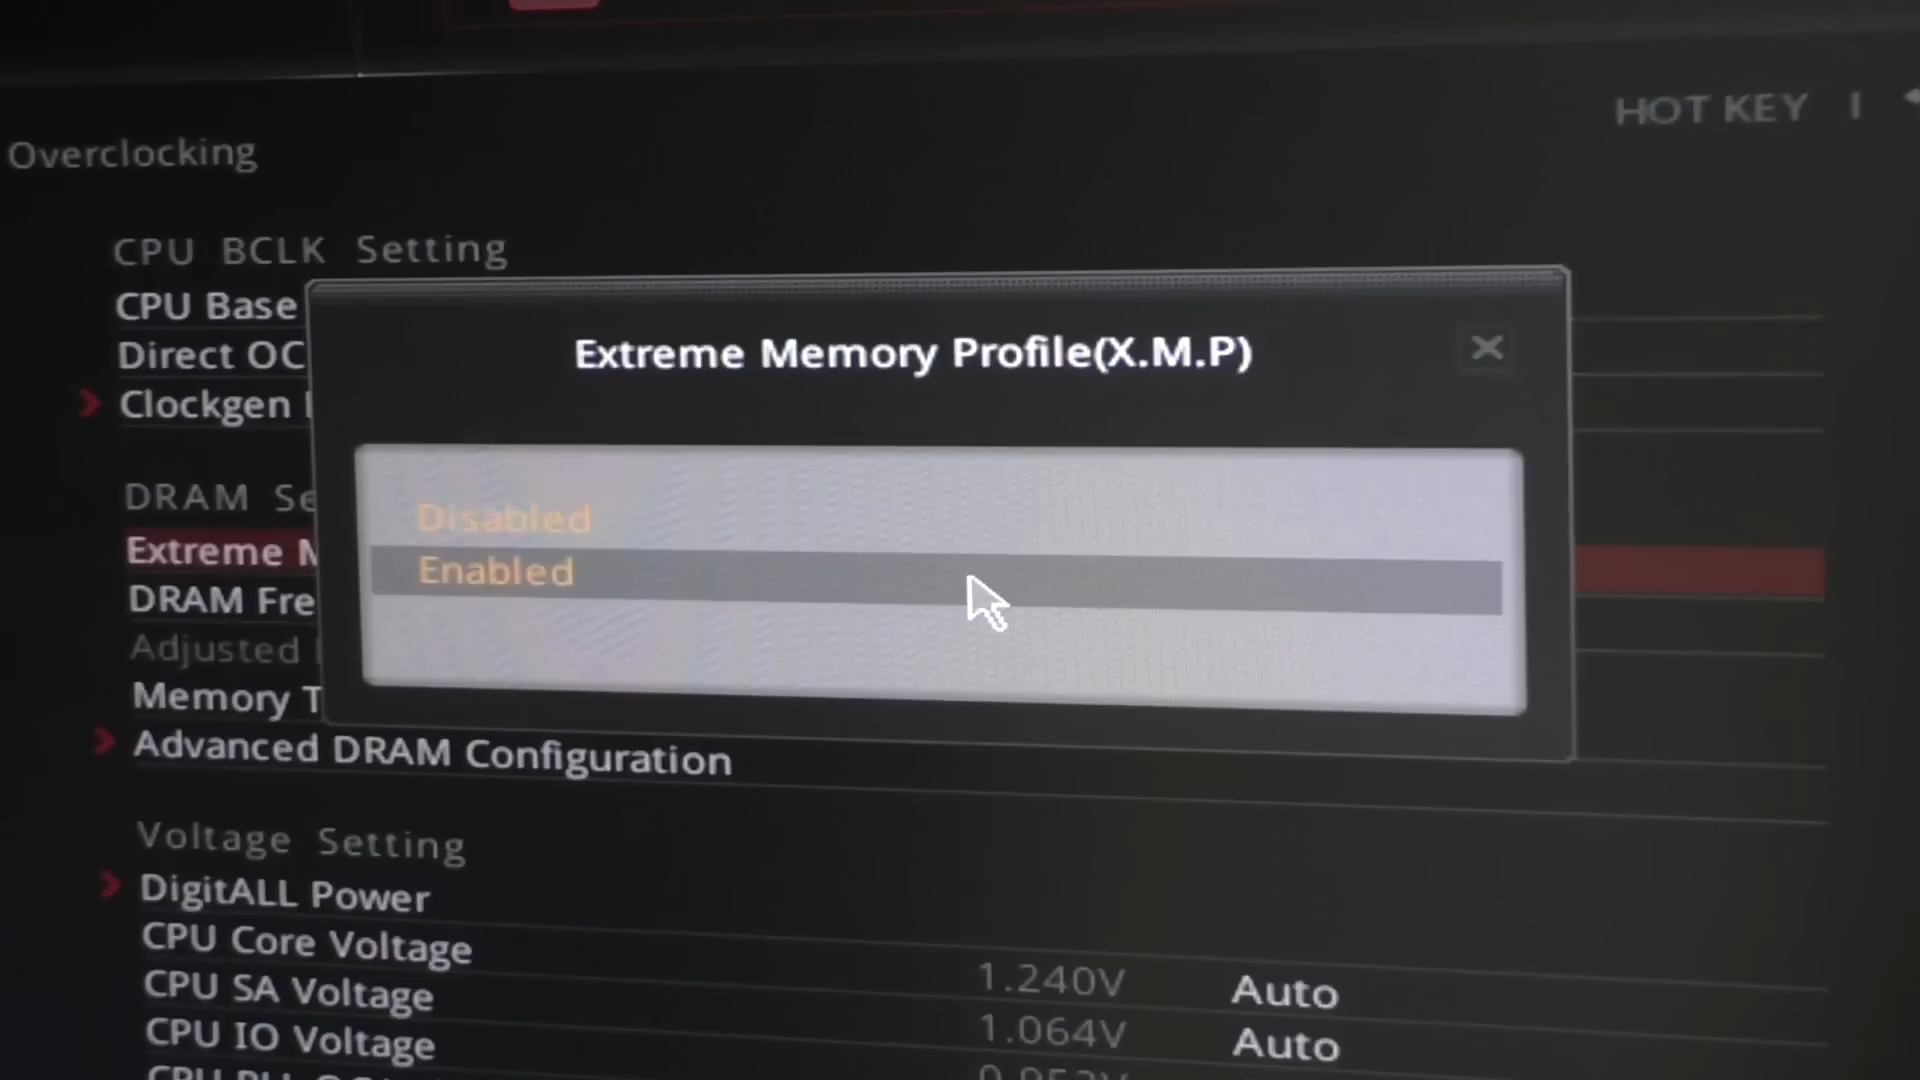 HOT KEY |
Overclocking
CPU BCLK Setting
CPU Base
Direct OC
Clockgen
Extreme Memory Profile(X.M.P)
Disabled
Enabled
DRAM Se
Extreme M
DRAM Fre
Adjusted
Memory T
Advanced DRAM Configuration
Voltage Setting
DigitALL Power
CPU Core Voltage 1.240V Auto
CPU SA Voltage 1.064V Auto
CPU IO Voltage